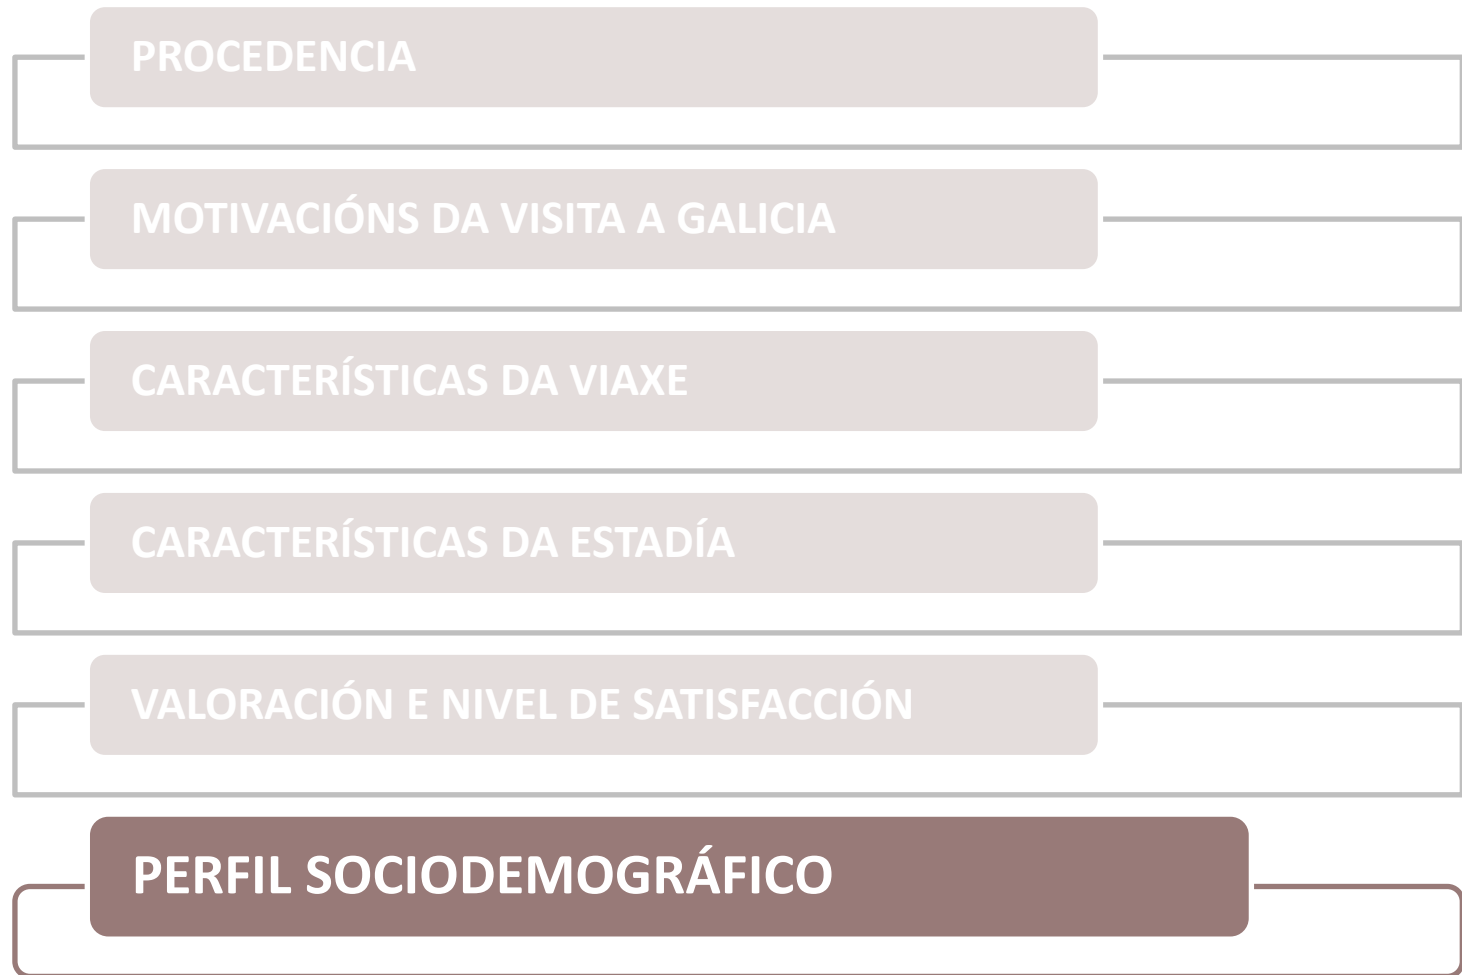 PROCEDENCIA
MOTIVACIÓNS DA VISITA A GALICIA
CARACTERÍSTICAS DA VIAXE
CARACTERÍSTICAS DA ESTADÍA
VALORACIÓN E NIVEL DE SATISFACCIÓN
PERFIL SOCIODEMOGRÁFICO